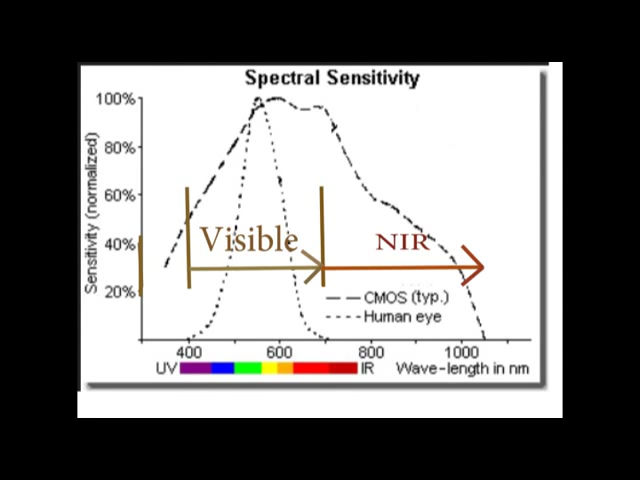 Spectral Sensitivity
Sensitivity (normalized)
100%
80%
60%
40%
20%
Visible
NIR
CMOS (typ.)
Human eye
400 600 800 1000
UV IR Wave-length in nm